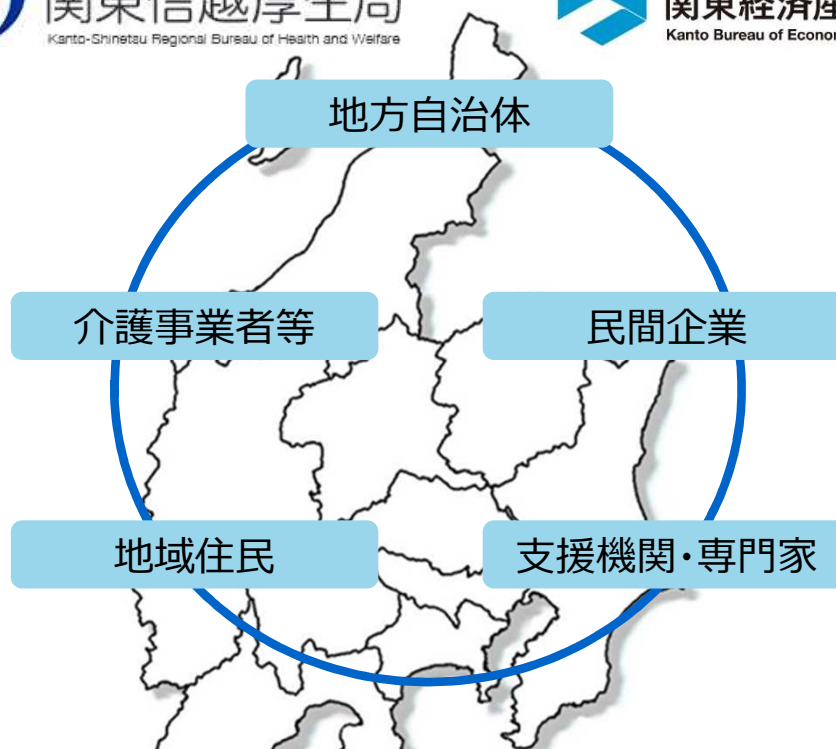 関東信越厚生局
Kanto-Shinetsu Regional Bureau of Health and Welfare
関東経済産
Kanto Bureau of Econo
地方自治体
介護事業者等
民間企業
地域住民
支援機関・専門家